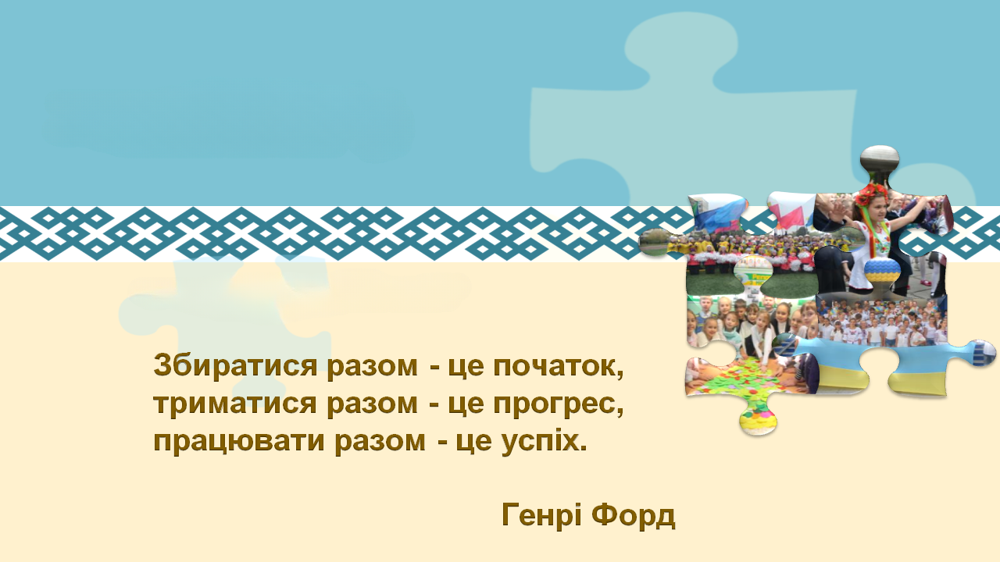 Збиратися разом - це початок,
триматися разом - це прогрес,
працювати разом - це успіх.
Генрі Форд